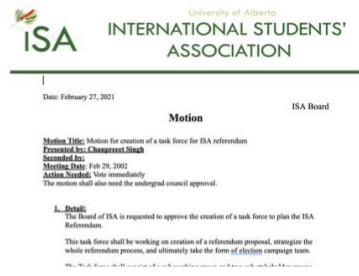 University of Alberta
ISA
INTERNATIONAL STUDENTS'
ASSOCIATION
Date: February 27, 2021
ISA Board
Motion
Motion Title: Motion for creation of a task force for ISA referendum
Presented by: Chanpreet Singh
Seconded by:
Meeting Date: Feb 29, 2002
Action Needed: Vote immediately
The motion shall also need the undergrad council approval.
1. Detail:
The Board of ISA is requested to approve the creation of a task force to plan the ISA
Referendum.
This task force shall be working on creation of a referendum proposal, strategize the
whole referendum process, and ultimately take the form of election campaign team.